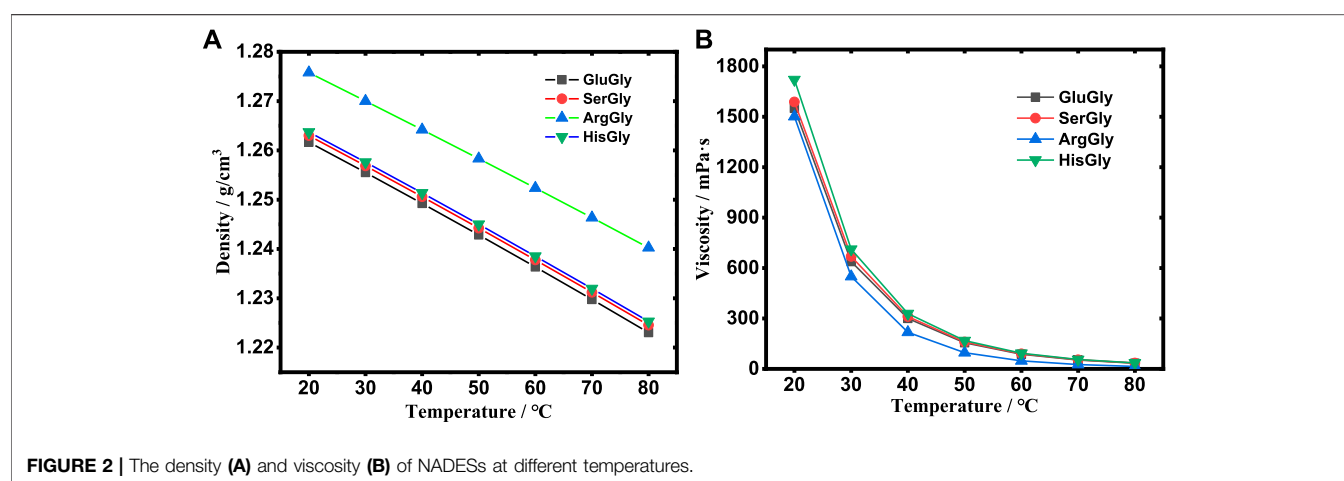 A
1.28
1.27
1.26
1.25
1.24
1.23
1.22
Density / g/cm³
20 30 40 50 60 70 80
Temperature / °C
GluGly
SerGly
ArgGly
HisGly
B
1800
1500
1200
900
600
300
0
Viscosity / mPa·s
20 30 40 50 60 70 80
Temperature / °C
GluGly
SerGly
ArgGly
HisGly
FIGURE 2 | The density (A) and viscosity (B) of NADESs at different temperatures.